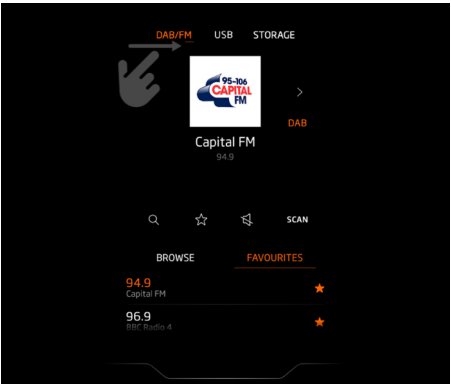 DAB/FM USB STORAGE
95-106
CAPITAL
FM
DAB
Capital FM
94.9
SCAN
BROWSE FAVOURITES
94.9
Capital FM
96.9
BBC Radio 4